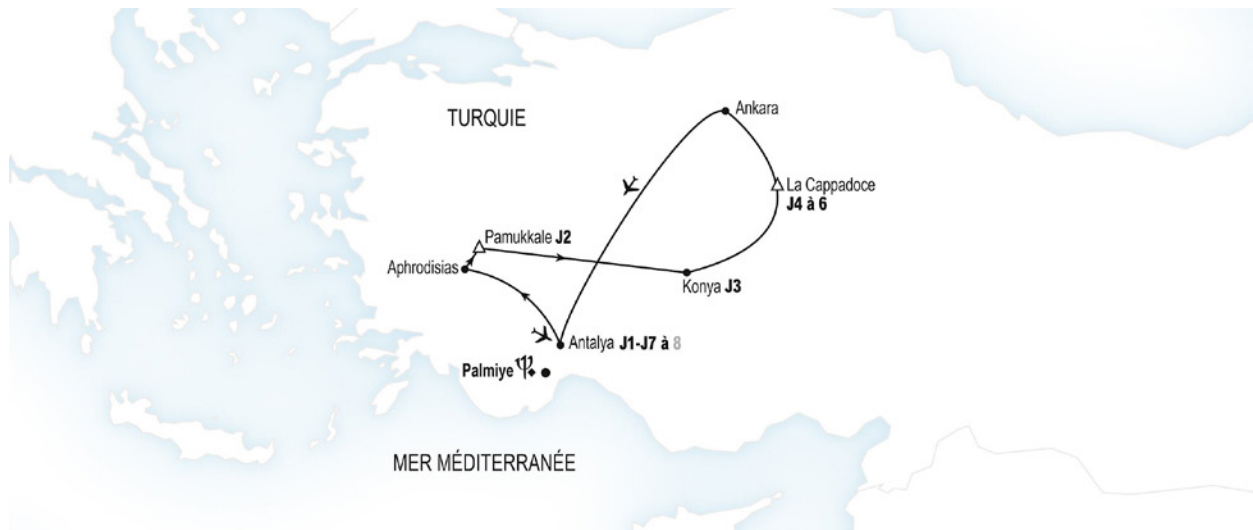 Ankara
TURQUIE
La Cappadoce
J4 à 6
Pamukkale J2
Aphrodisias
Konya J3
Antalya J1-J7 à 8
Palmiye
MER MÉDITERRANÉE